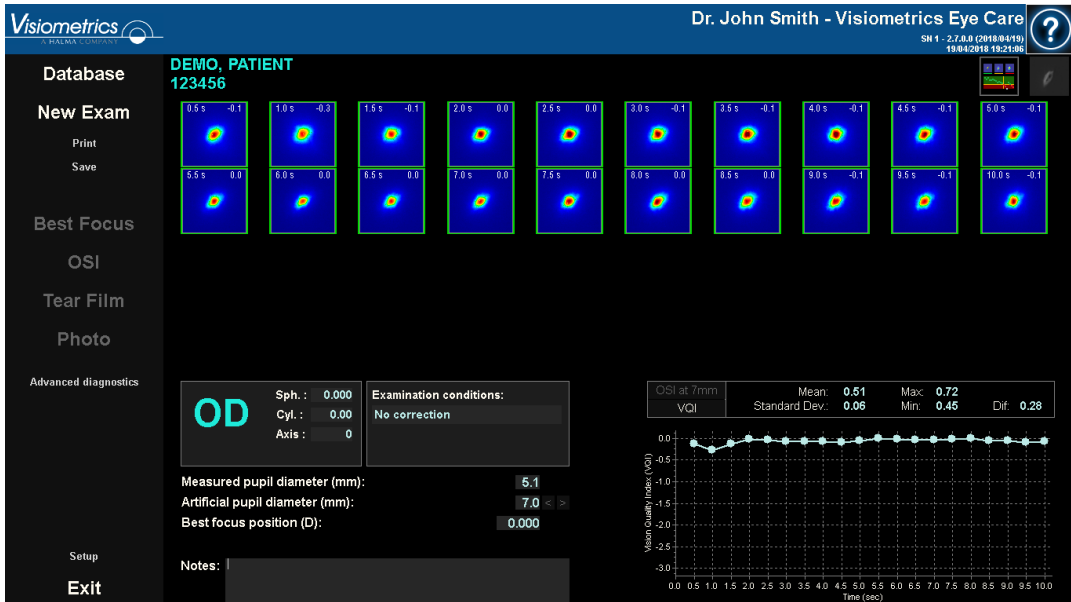 Visiometrics
A HALMA COMPANY
Dr. John Smith - Visiometrics Eye Care
SN 1 - 2.7.0.0 (2018/04/19)
19/04/2018 19:21:06
?
Database
New Exam
Print
Save
Best Focus
OSI
Tear Film
Photo
Advanced diagnostics
Setup
Exit
DEMO, PATIENT
123456
0.5 s -0.1 1.0 s -0.3 1.5 s -0.1 2.0 s 0.0 2.5 s 0.0 3.0 s -0.1 3.5 s -0.1 4.0 s -0.1 4.5 s -0.1 5.0 s -0.1
5.5 s 0.0 6.0 s 0.0 6.5 s 0.0 7.0 s 0.0 7.5 s 0.0 8.0 s 0.0 8.5 s 0.0 9.0 s -0.1 9.5 s -0.1 10.0 s -0.1
OD
Sph.: 0.000
Cyl.: 0.00
Axis: 0
Examination conditions:
No correction
Measured pupil diameter (mm): 5.1
Artificial pupil diameter (mm): 7.0 < >
Best focus position (D): 0.000
Notes:
OSI at 7mm
VQI
Mean: 0.51 Max: 0.72
Standard Dev.: 0.06 Min: 0.45 Dif: 0.28
Vision Quality Index (VQI)
0.0
-0.5
-1.0
-1.5
-2.0
-2.5
-3.0
0.0 0.5 1.0 1.5 2.0 2.5 3.0 3.5 4.0 4.5 5.0 5.5 6.0 6.5 7.0 7.5 8.0 8.5 9.0 9.5 10.0
Time (sec)